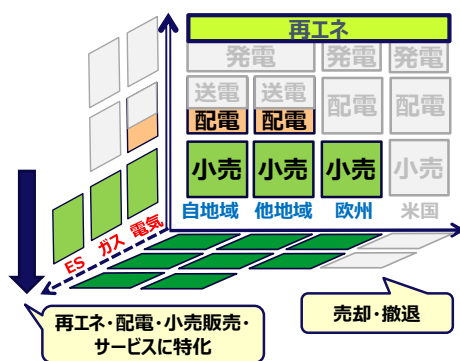 再エネ
発電 発電 発電
送電 送電 配電 配電
配電 配電
小売 小売 小売 小売
自地域 他地域 欧州 米国
ES ガス 電気
再エネ・配電・小売販売・
サービスに特化
売却・撤退